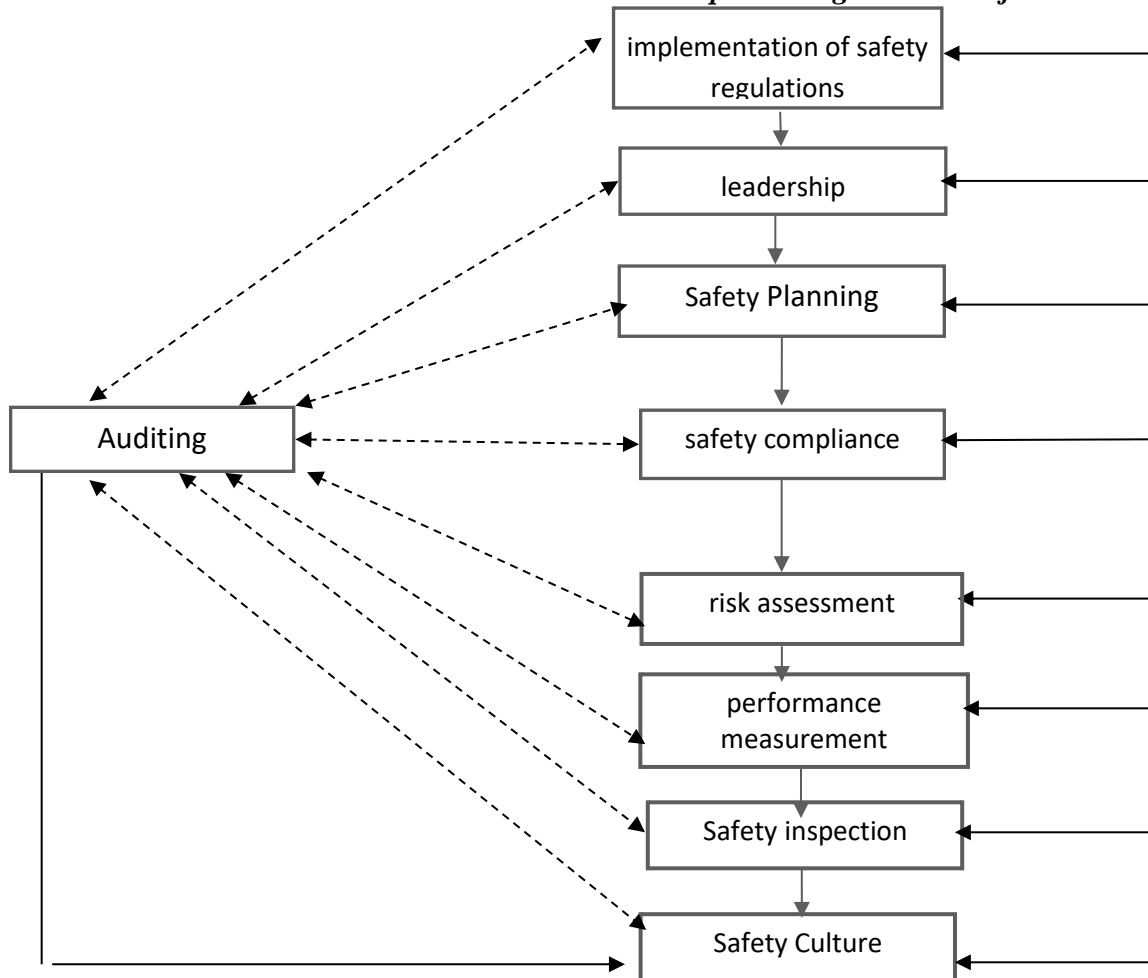 implementation of safety
regulations
leadership
Safety Planning
Auditing
safety compliance
risk assessment
performance
measurement
Safety inspection
Safety Culture